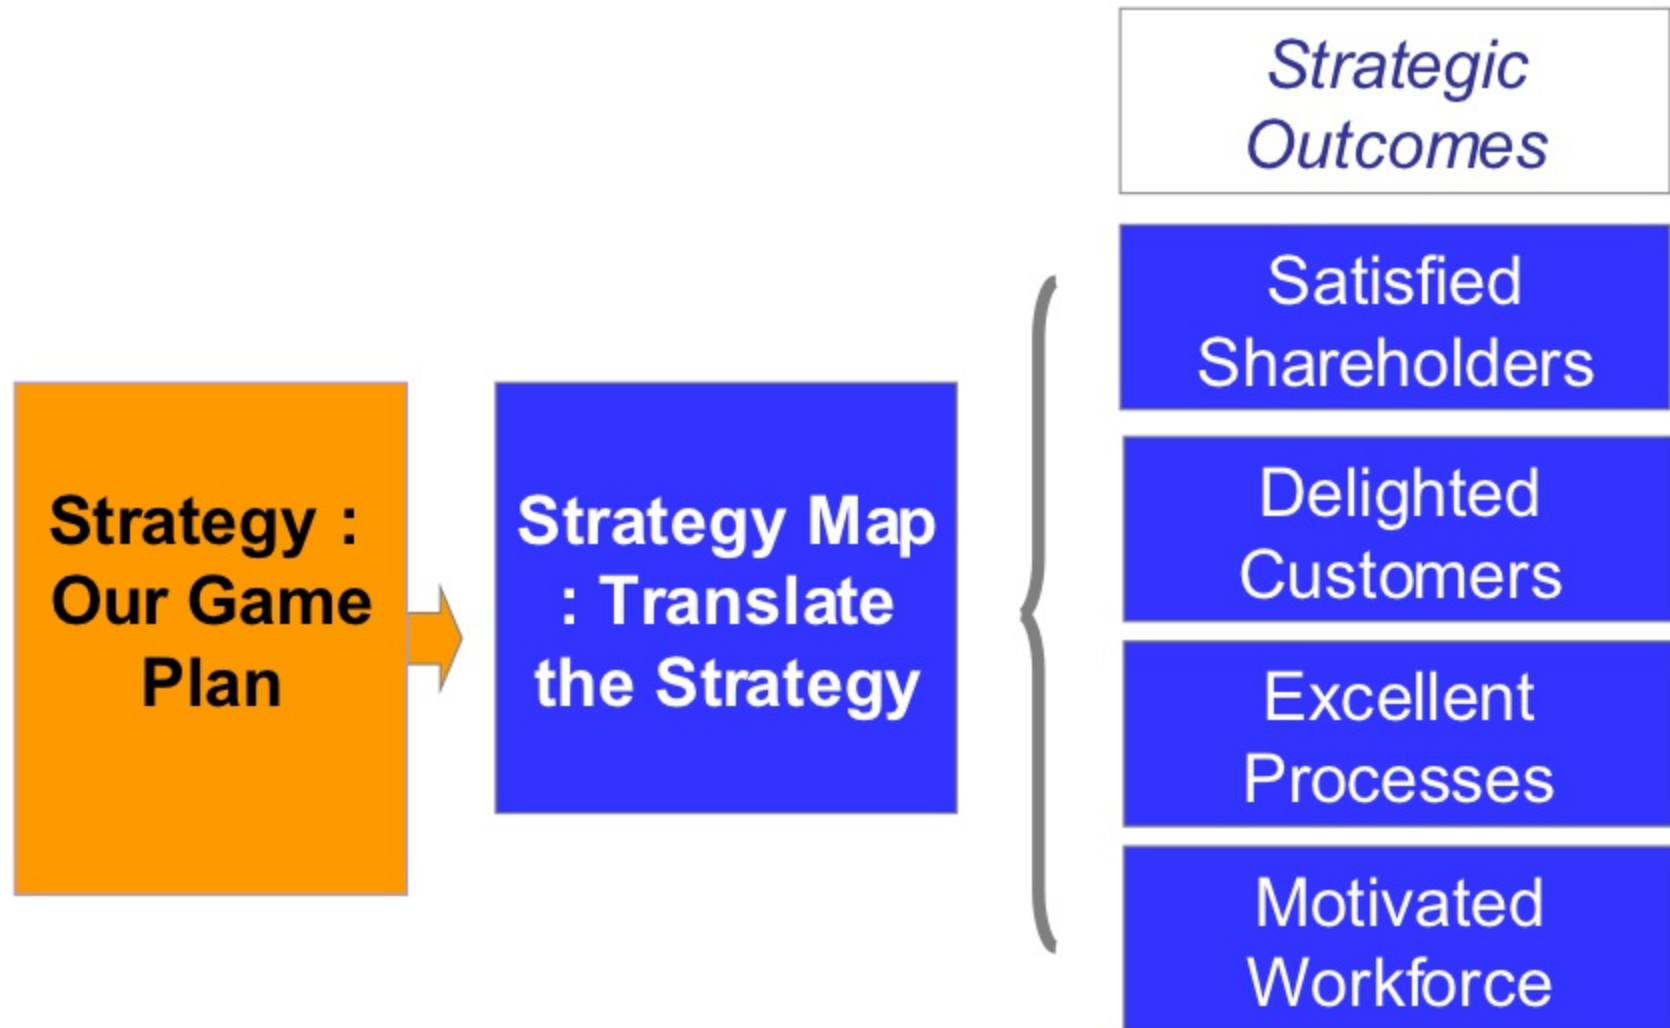 Strategy :
Our Game
Plan
Strategy Map
: Translate
the Strategy
Strategic
Outcomes
Satisfied
Shareholders
Delighted
Customers
Excellent
Processes
Motivated
Workforce